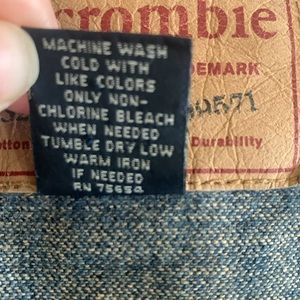 crombie
DEMARK
MACHINE WASH
COLD WITH
LIKE COLORS
ONLY NON-
CHLORINE BLEACH
WHEN NEEDED
TUMBLE DRY LOW
WARM IRON
IF NEEDED
RN 75654
Durability